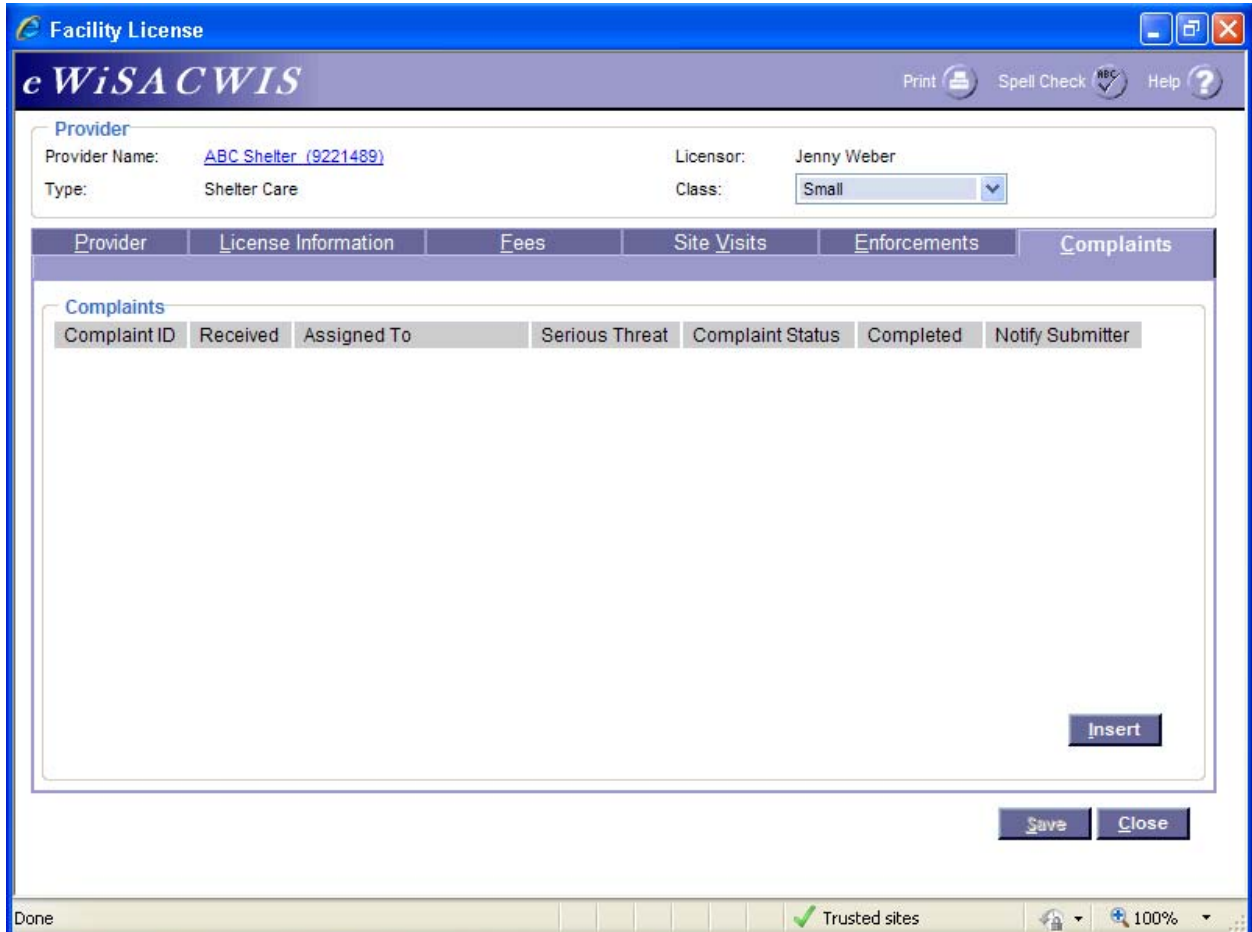 Facility License
eWiSACWIS Print Spell Check ABC Help ?
Provider
Provider Name: ABC Shelter (9221489) Licensor: Jenny Weber
Type: Shelter Care Class: Small
Provider License Information Fees Site Visits Enforcements Complaints
Complaints
Complaint ID Received Assigned To Serious Threat Complaint Status Completed Notify Submitter
Insert
Save Close
Done Trusted sites 100%